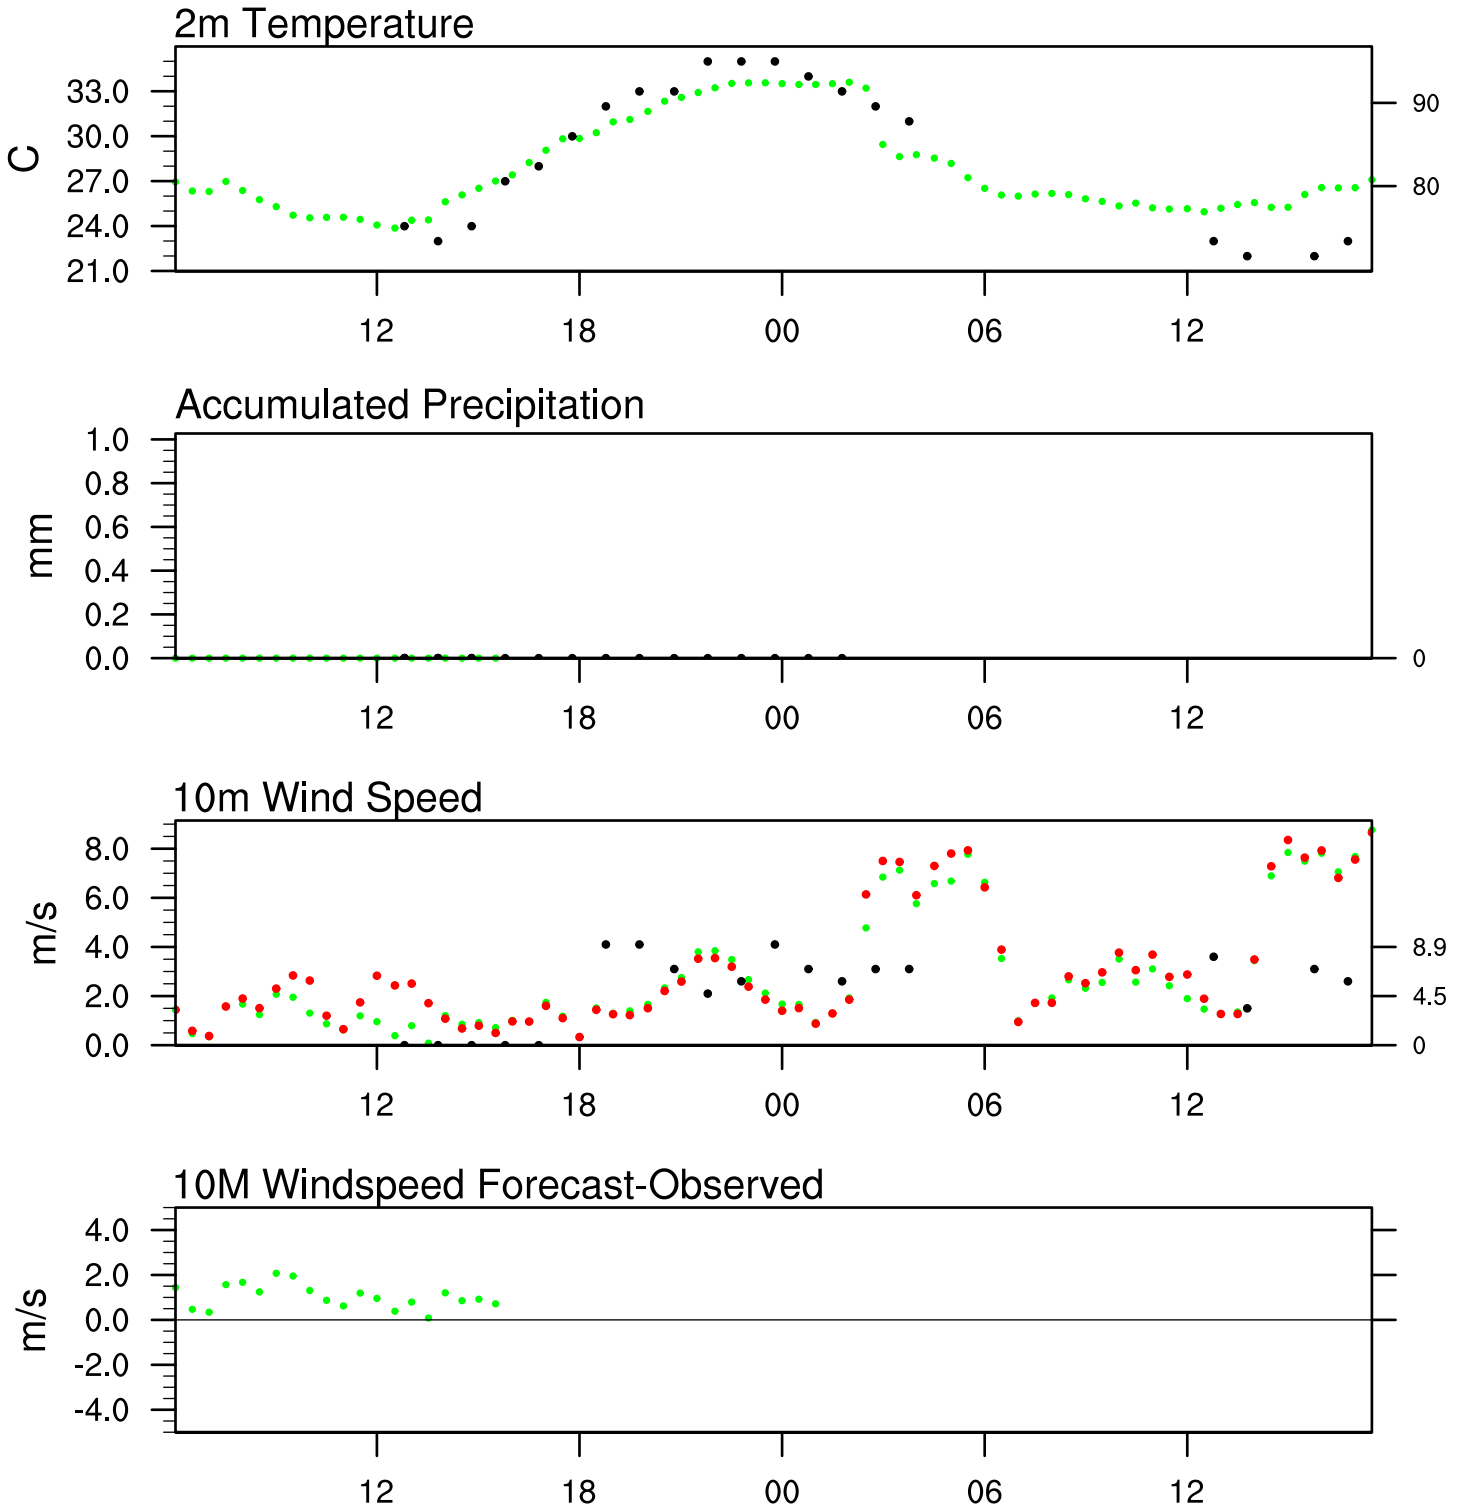 2m Temperature
33.0
30.0
27.0
24.0
21.0
C
90
80
12 18 00 06 12
Accumulated Precipitation
1.0
0.8
0.6
0.4
0.2
0.0
mm
0
12 18 00 06 12
10m Wind Speed
8.0
6.0
4.0
2.0
0.0
m/s
8.9
4.5
0
12 18 00 06 12
10M Windspeed Forecast-Observed
4.0
2.0
0.0
-2.0
-4.0
m/s
12 18 00 06 12